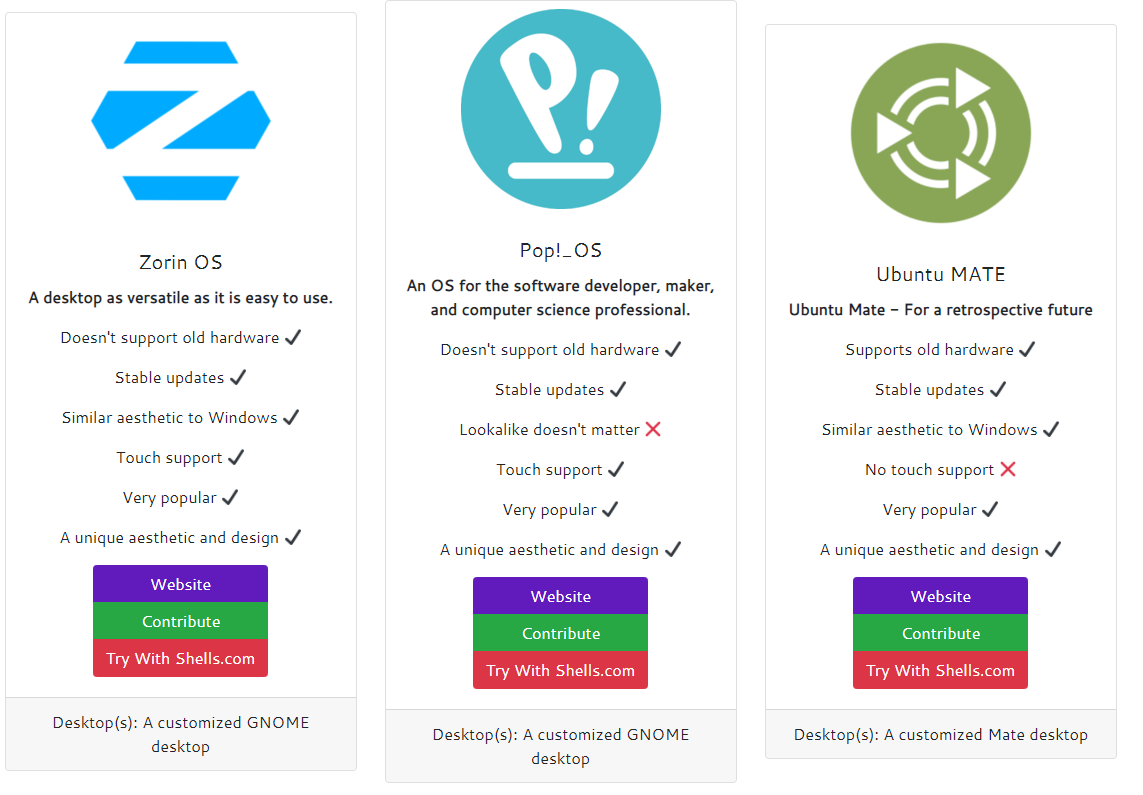 Zorin OS
A desktop as versatile as it is easy to use.
Doesn't support old hardware ✔
Stable updates ✔
Similar aesthetic to Windows ✔
Touch support ✔
Very popular ✔
A unique aesthetic and design ✔
Website
Contribute
Try With Shells.com
Desktop(s): A customized GNOME
desktop
P!
Pop!_OS
An OS for the software developer, maker,
and computer science professional.
Doesn't support old hardware ✔
Stable updates ✔
Lookalike doesn't matter ❌
Touch support ✔
Very popular ✔
A unique aesthetic and design ✔
Website
Contribute
Try With Shells.com
Desktop(s): A customized GNOME
desktop
Ubuntu MATE
Ubuntu Mate - For a retrospective future
Supports old hardware ✔
Stable updates ✔
Similar aesthetic to Windows ✔
No touch support ❌
Very popular ✔
A unique aesthetic and design ✔
Website
Contribute
Try With Shells.com
Desktop(s): A customized Mate desktop